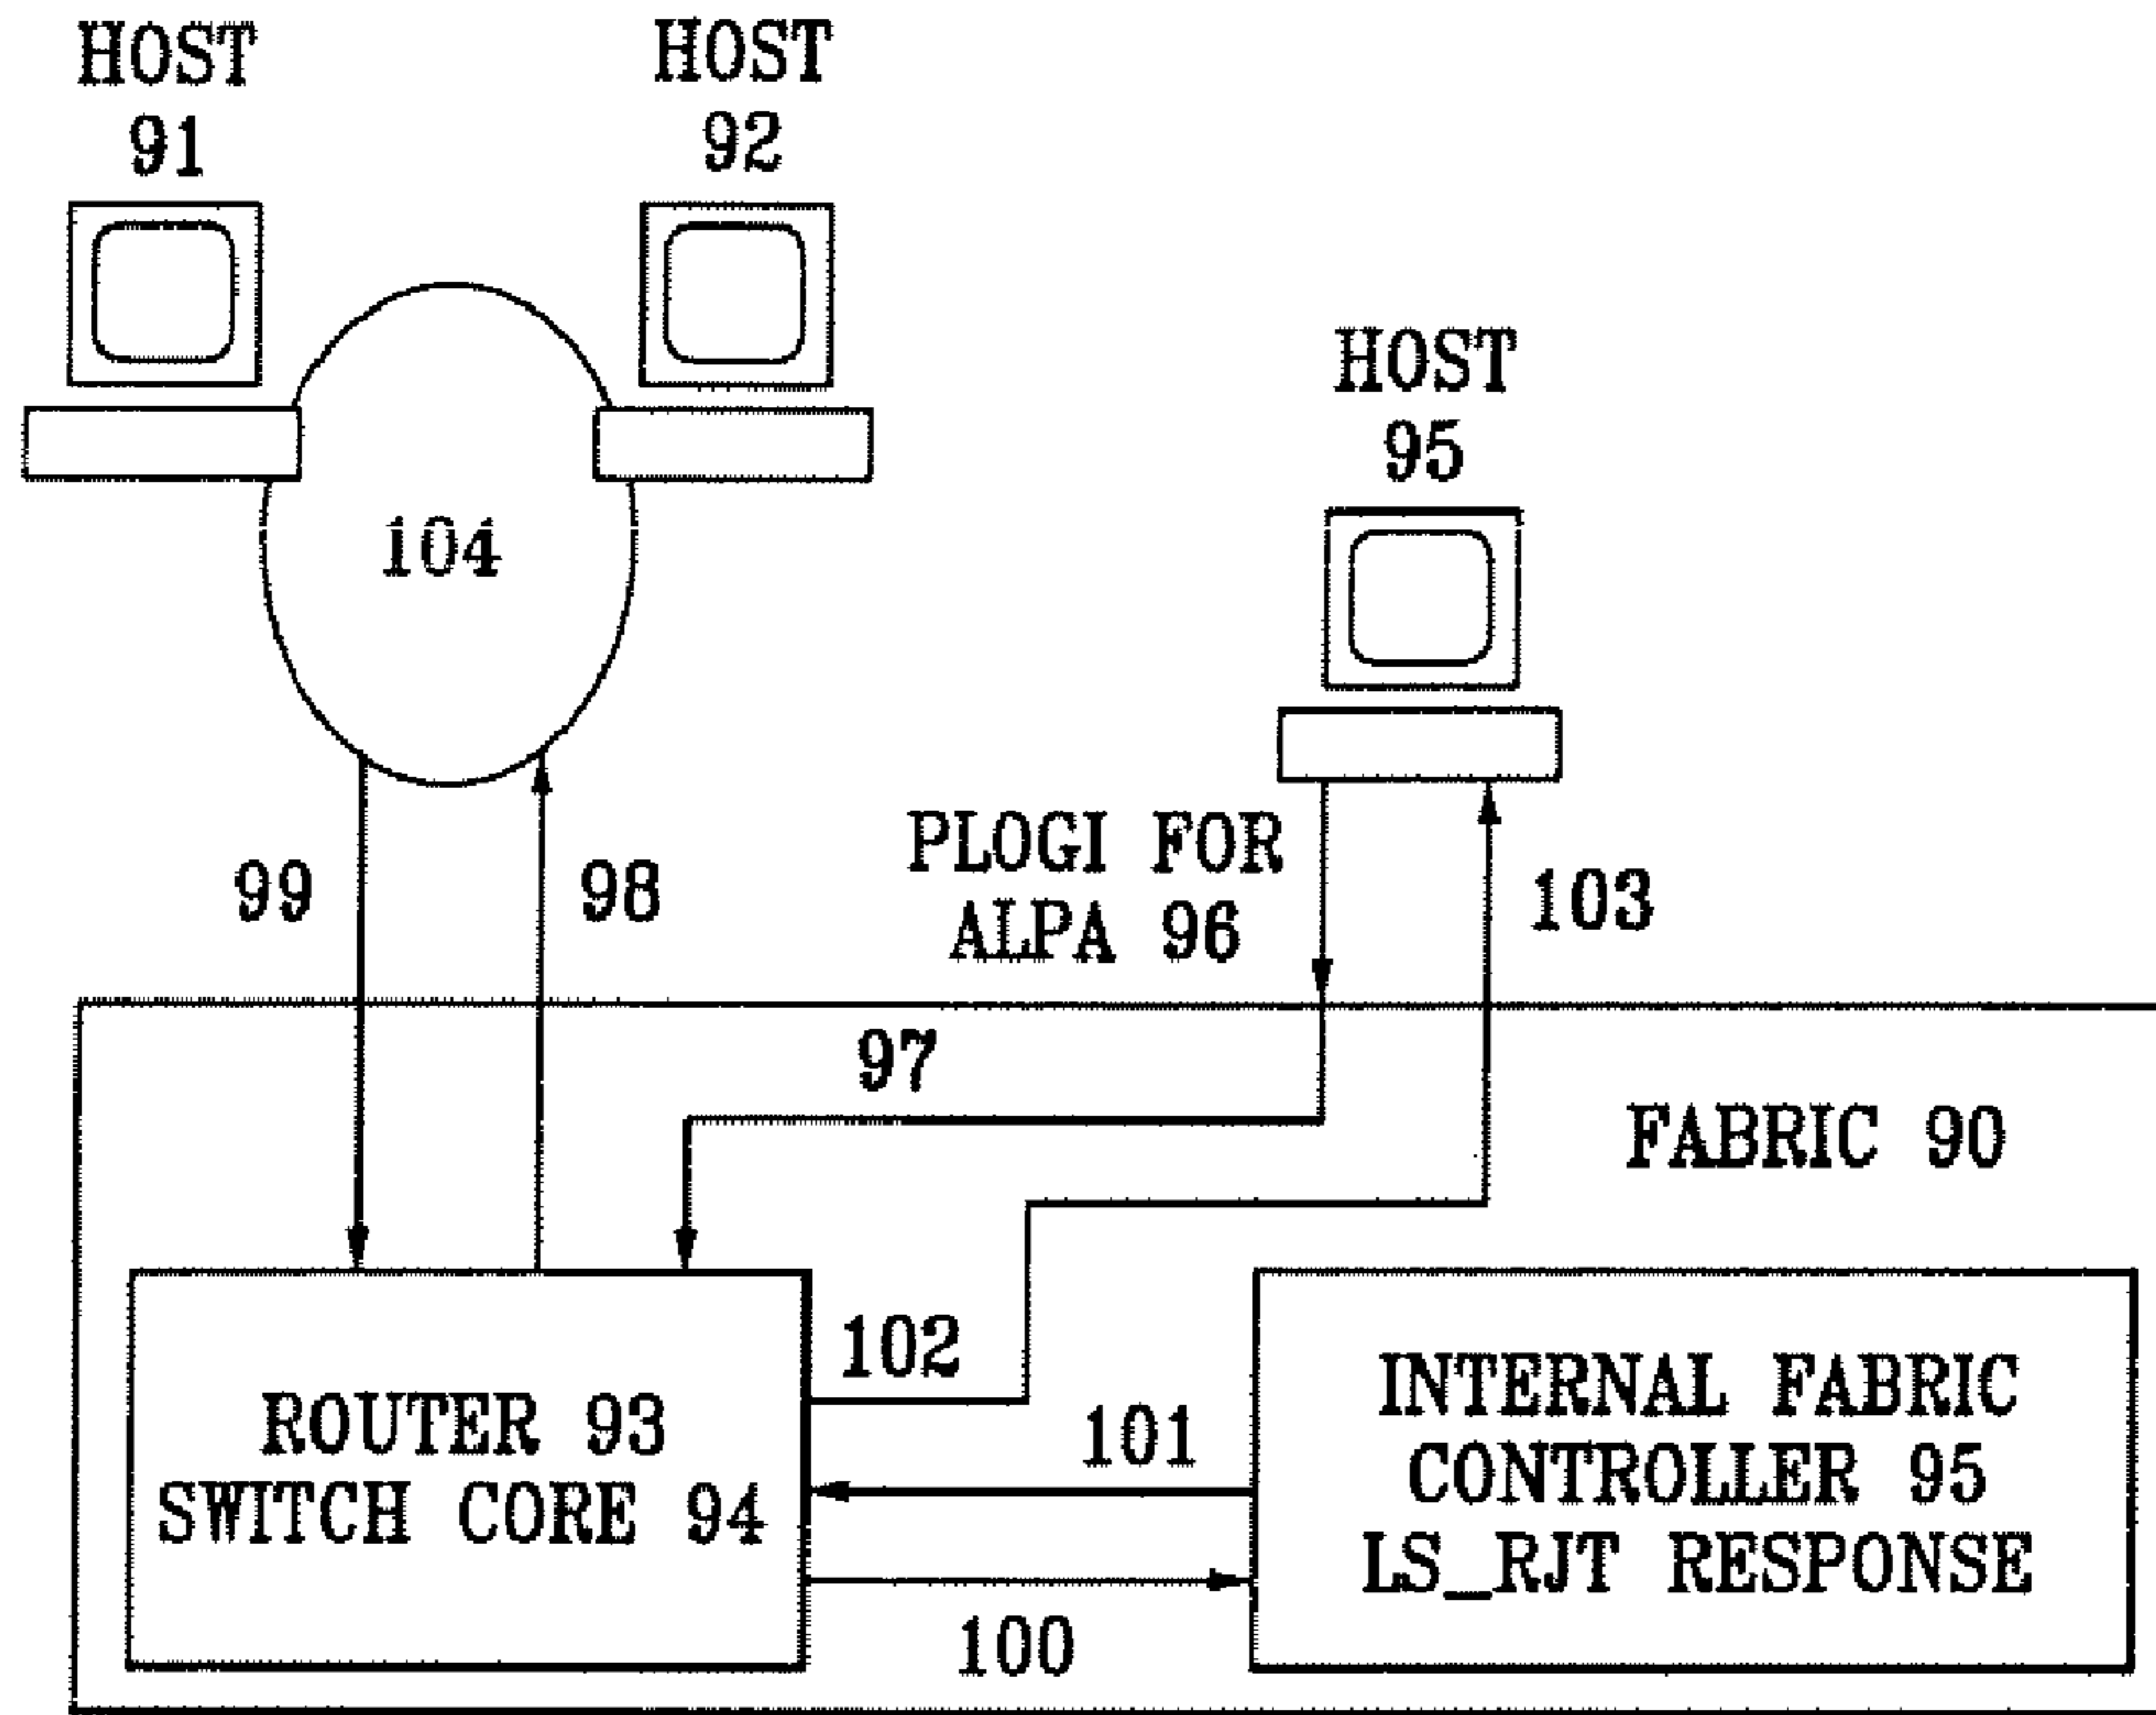 HOST
91
HOST
92
HOST
95
104
99
98
PLOGI FOR
ALPA 96
103
97
FABRIC 90
102
ROUTER 93
SWITCH CORE 94
101
INTERNAL FABRIC
CONTROLLER 95
LS_RJT RESPONSE
100